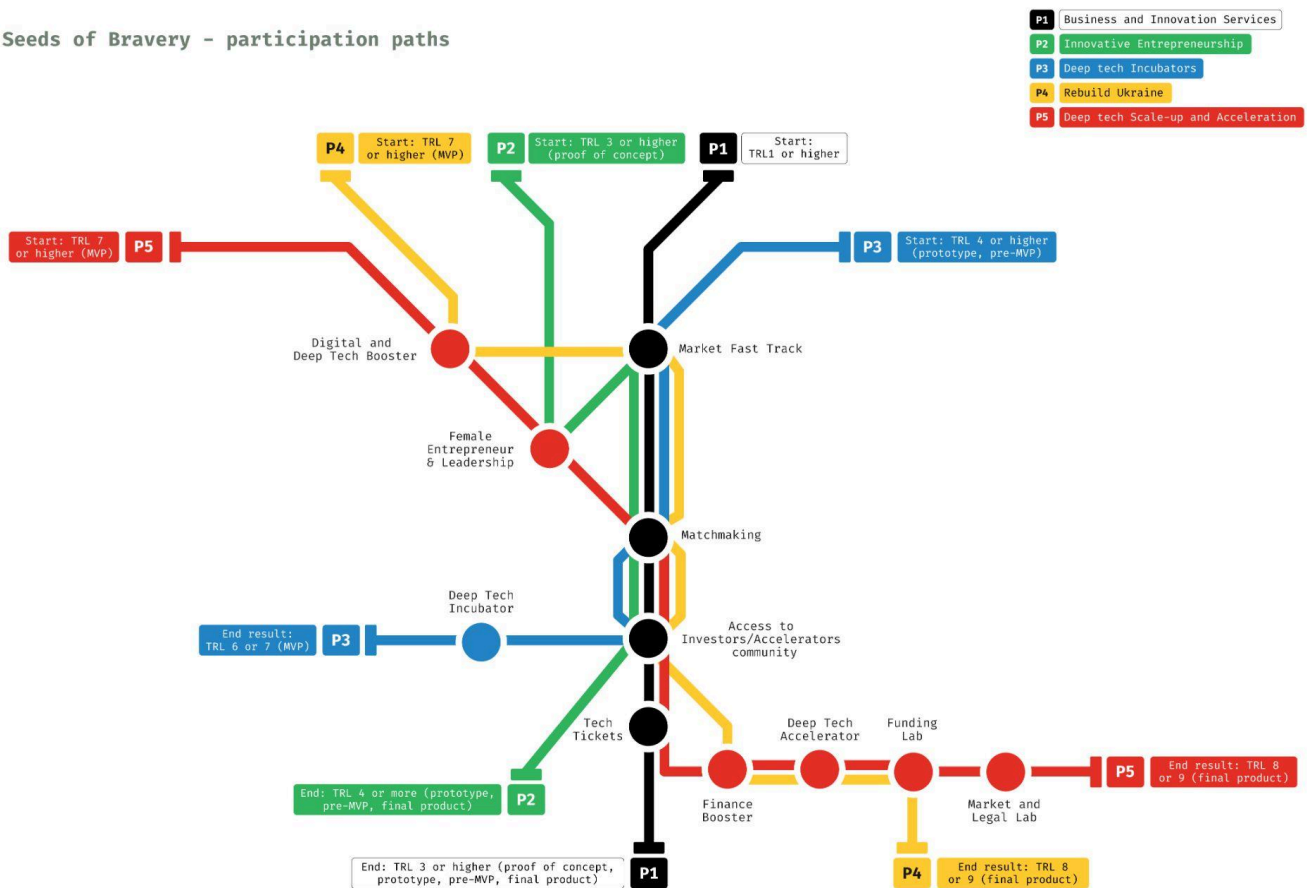 Seeds of Bravery - participation paths
P1 Business and Innovation Services
P2 Innovative Entrepreneurship
P3 Deep tech Incubators
P4 Rebuild Ukraine
P5 Deep tech Scale-up and Acceleration
P4
Start: TRL 7
or higher (MVP)
P2
Start: TRL 3 or higher
(proof of concept)
P1
Start:
TRL1 or higher
Start: TRL 7
or higher (MVP)
P5
P3
Start: TRL 4 or higher
(prototype, pre-MVP)
Digital and
Deep Tech Booster
Market Fast Track
Female
Entrepreneur
& Leadership
Matchmaking
Deep Tech
Incubator
End result:
TRL 6 or 7 (MVP)
P3
Access to
Investors/Accelerators
community
Tech
Tickets
Deep Tech
Accelerator
Funding
Lab
P5
End result: TRL 8
or 9 (final product)
End: TRL 4 or more (prototype,
pre-MVP, final product)
P2
Finance
Booster
Market and
Legal Lab
End: TRL 3 or higher (proof of concept,
prototype, pre-MVP, final product)
P1
P4
End result: TRL 8
or 9 (final product)